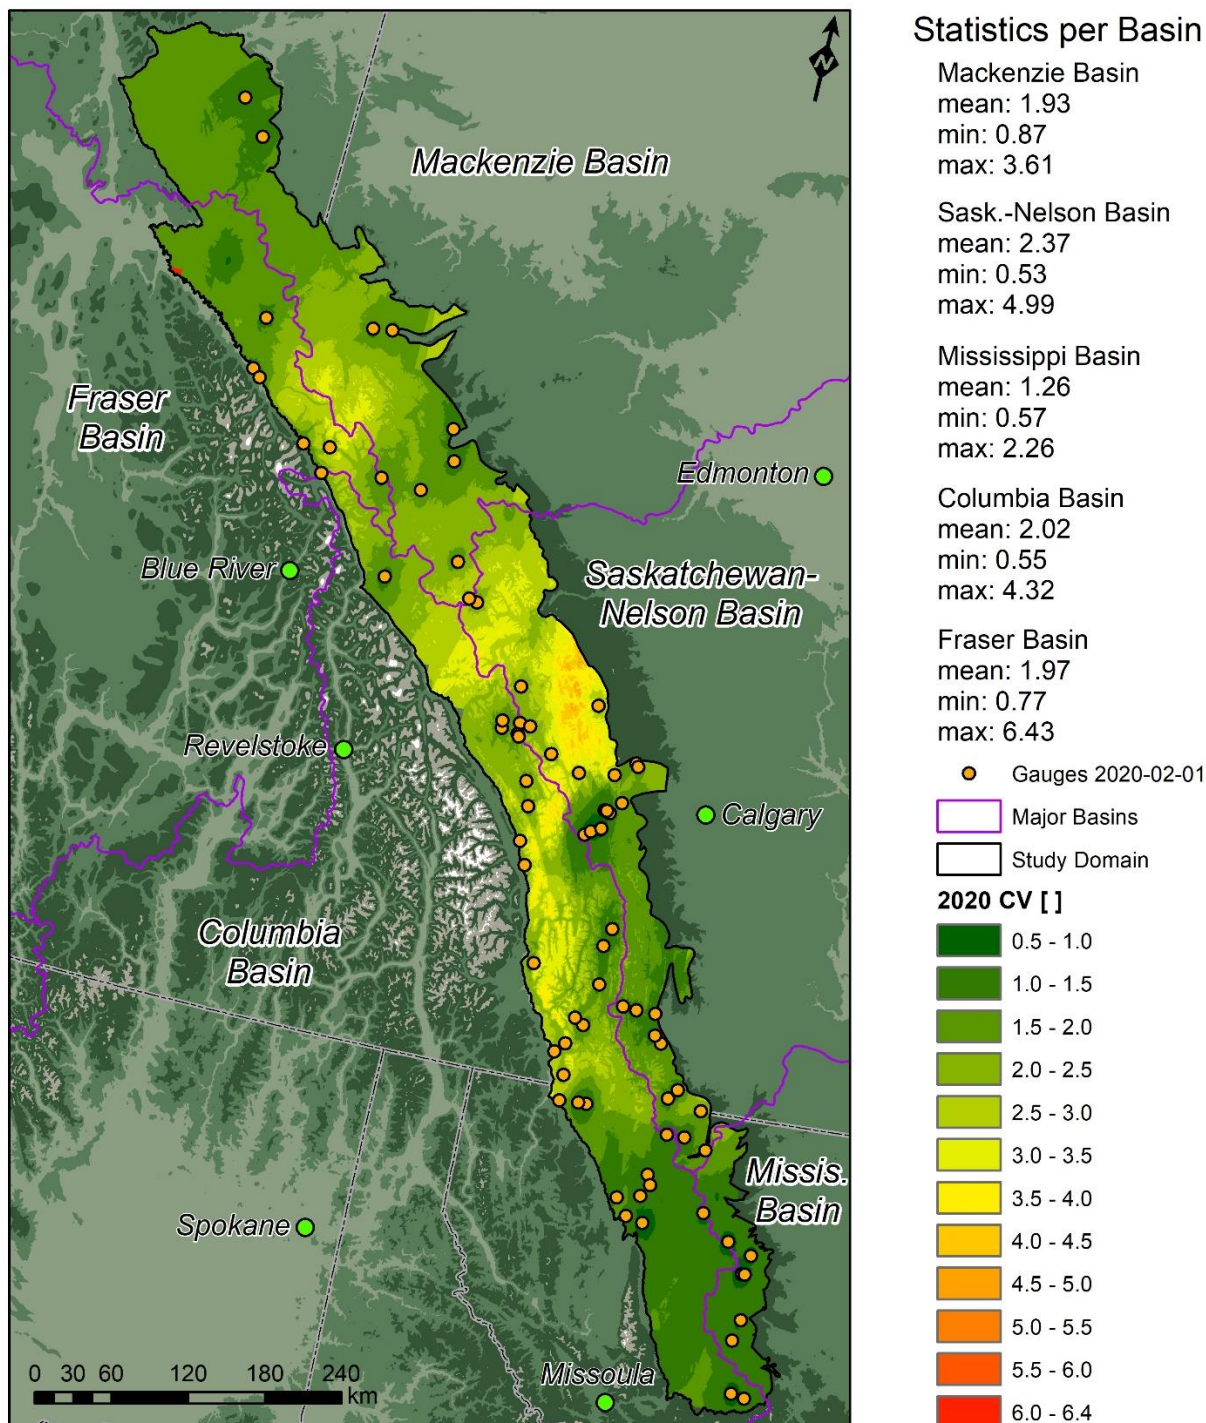 N
Mackenzie Basin
Fraser
Basin
Edmonton
Blue River
Saskatchewan-
Nelson Basin
Revelstoke
Calgary
Columbia
Basin
Missis.
Basin
Spokane
Missoula
0 30 60 120 180 240
km
Statistics per Basin
Mackenzie Basin
mean: 1.93
min: 0.87
max: 3.61
Sask.-Nelson Basin
mean: 2.37
min: 0.53
max: 4.99
Mississippi Basin
mean: 1.26
min: 0.57
max: 2.26
Columbia Basin
mean: 2.02
min: 0.55
max: 4.32
Fraser Basin
mean: 1.97
min: 0.77
max: 6.43
Gauges 2020-02-01
Major Basins
Study Domain
2020 CV [ ]
0.5 - 1.0
1.0 - 1.5
1.5 - 2.0
2.0 - 2.5
2.5 - 3.0
3.0 - 3.5
3.5 - 4.0
4.0 - 4.5
4.5 - 5.0
5.0 - 5.5
5.5 - 6.0
6.0 - 6.4